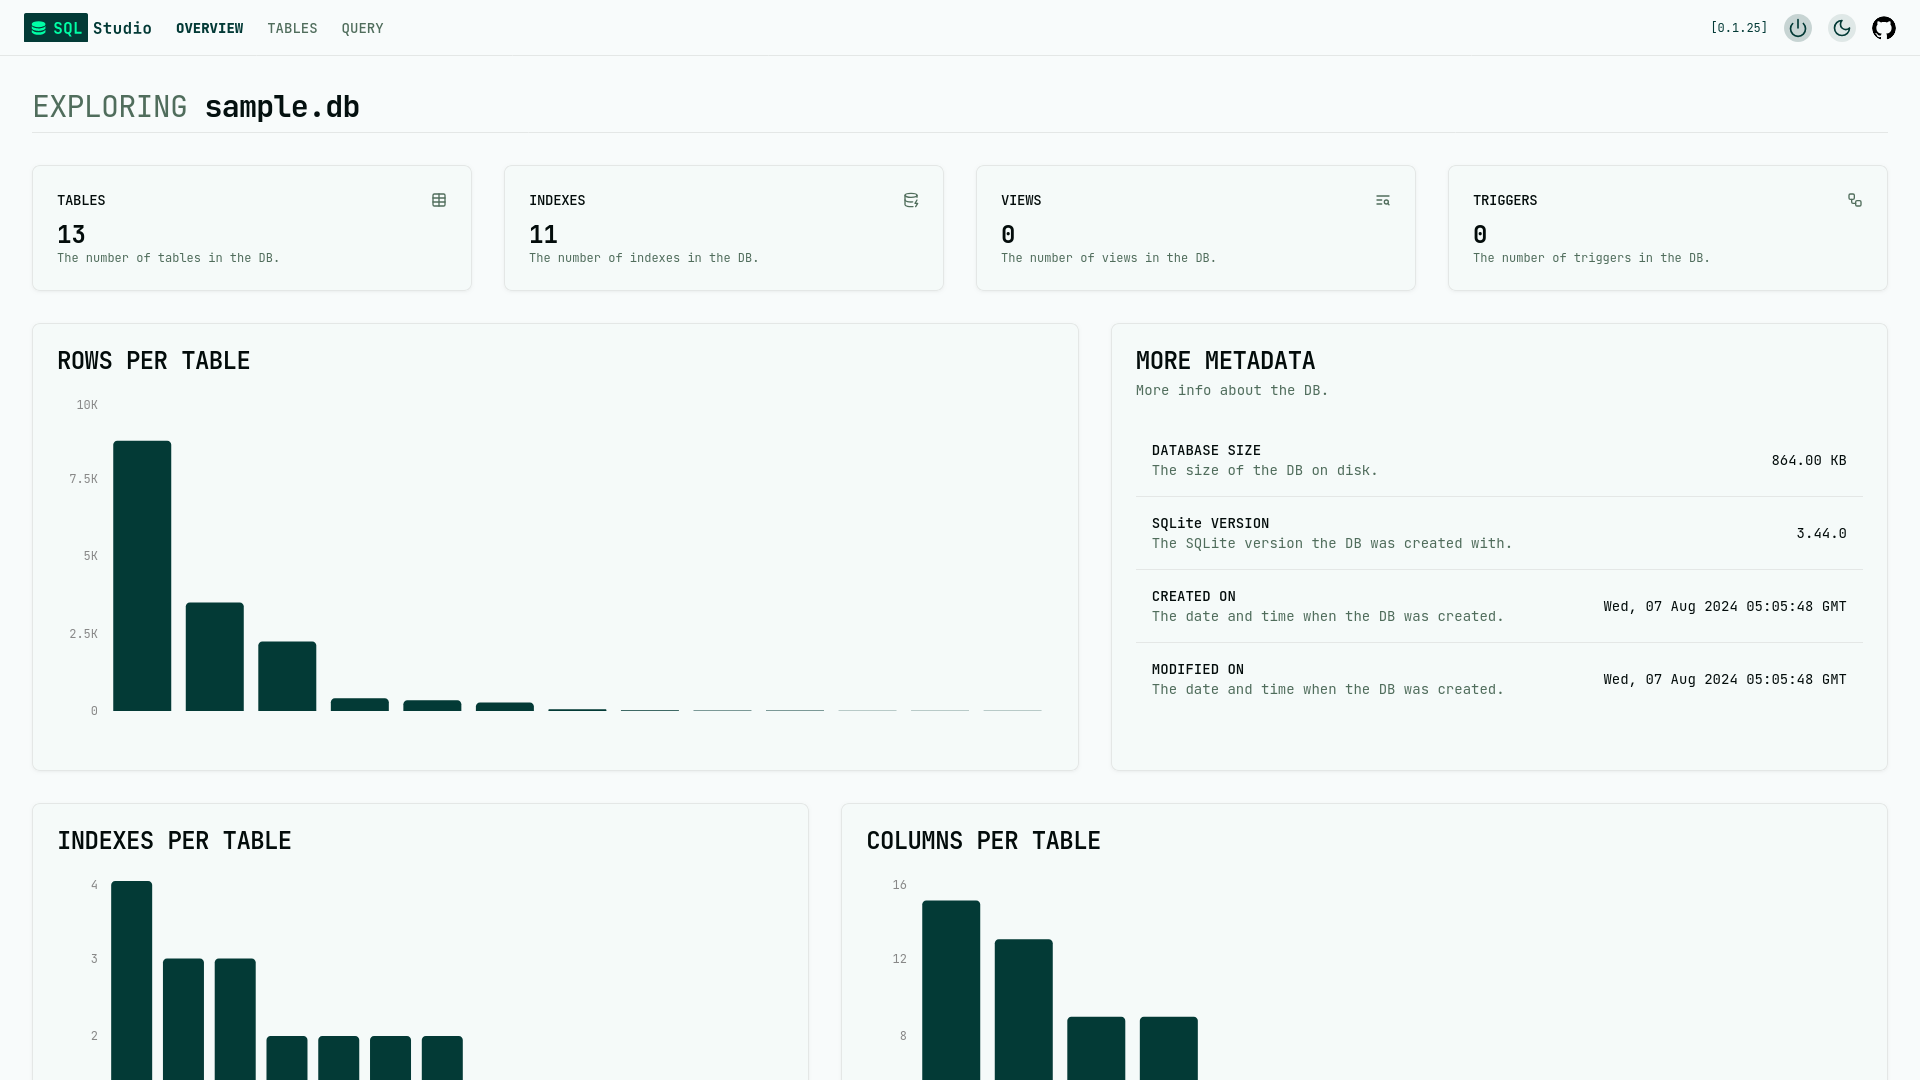 SQL Studio OVERVIEW TABLES QUERY [0.1.25]
EXPLORING sample.db
TABLES
13
The number of tables in the DB.
INDEXES
11
The number of indexes in the DB.
VIEWS
0
The number of views in the DB.
TRIGGERS
0
The number of triggers in the DB.
ROWS PER TABLE
10K
7.5K
5K
2.5K
0
MORE METADATA
More info about the DB.
DATABASE SIZE
The size of the DB on disk.
864.00 KB
SQLite VERSION
The SQLite version the DB was created with.
3.44.0
CREATED ON
The date and time when the DB was created.
Wed, 07 Aug 2024 05:05:48 GMT
MODIFIED ON
The date and time when the DB was created.
Wed, 07 Aug 2024 05:05:48 GMT
INDEXES PER TABLE
4
3
2
COLUMNS PER TABLE
16
12
8